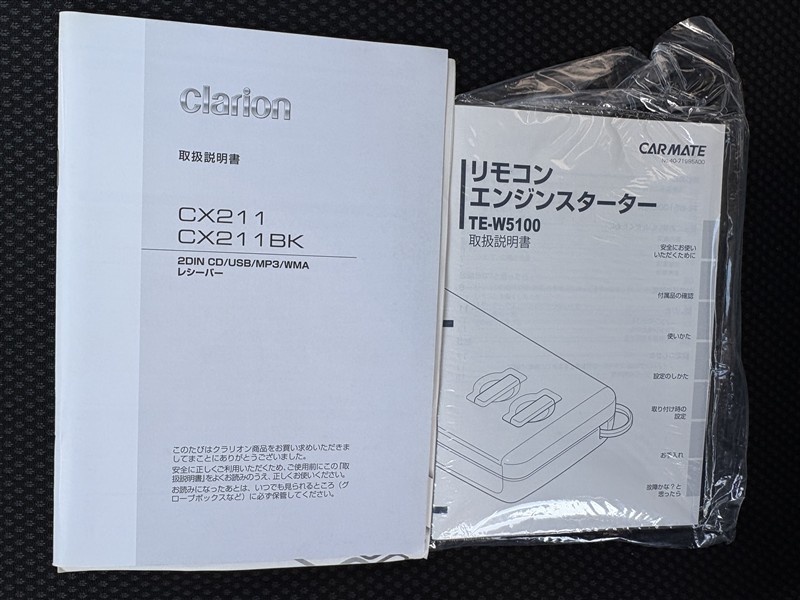 clarion
取扱説明書
CX211
CX211BK
2DIN CD/USB/MP3/WMA
レシーバー
このたびはクラリオン商品をお買い求めいただきま
してまことにありがとうございました。
安全に正しくご利用いただくため、ご使用前にこの「取
扱説明書」をよくお読みのうえ、正しくお使いください。
お読みになったあとは、いつでも見られるところ（グ
ローブボックスなど）に必ず保管してください。
clarion
CARMATE
リモコン
エンジンスターター
TE-W5100
取扱説明書
安全にお使い
いただくために
付属品の確認
使いかた
設定のしかた
取り付け時の
設定
お手入れ
故障かな？と
思ったら